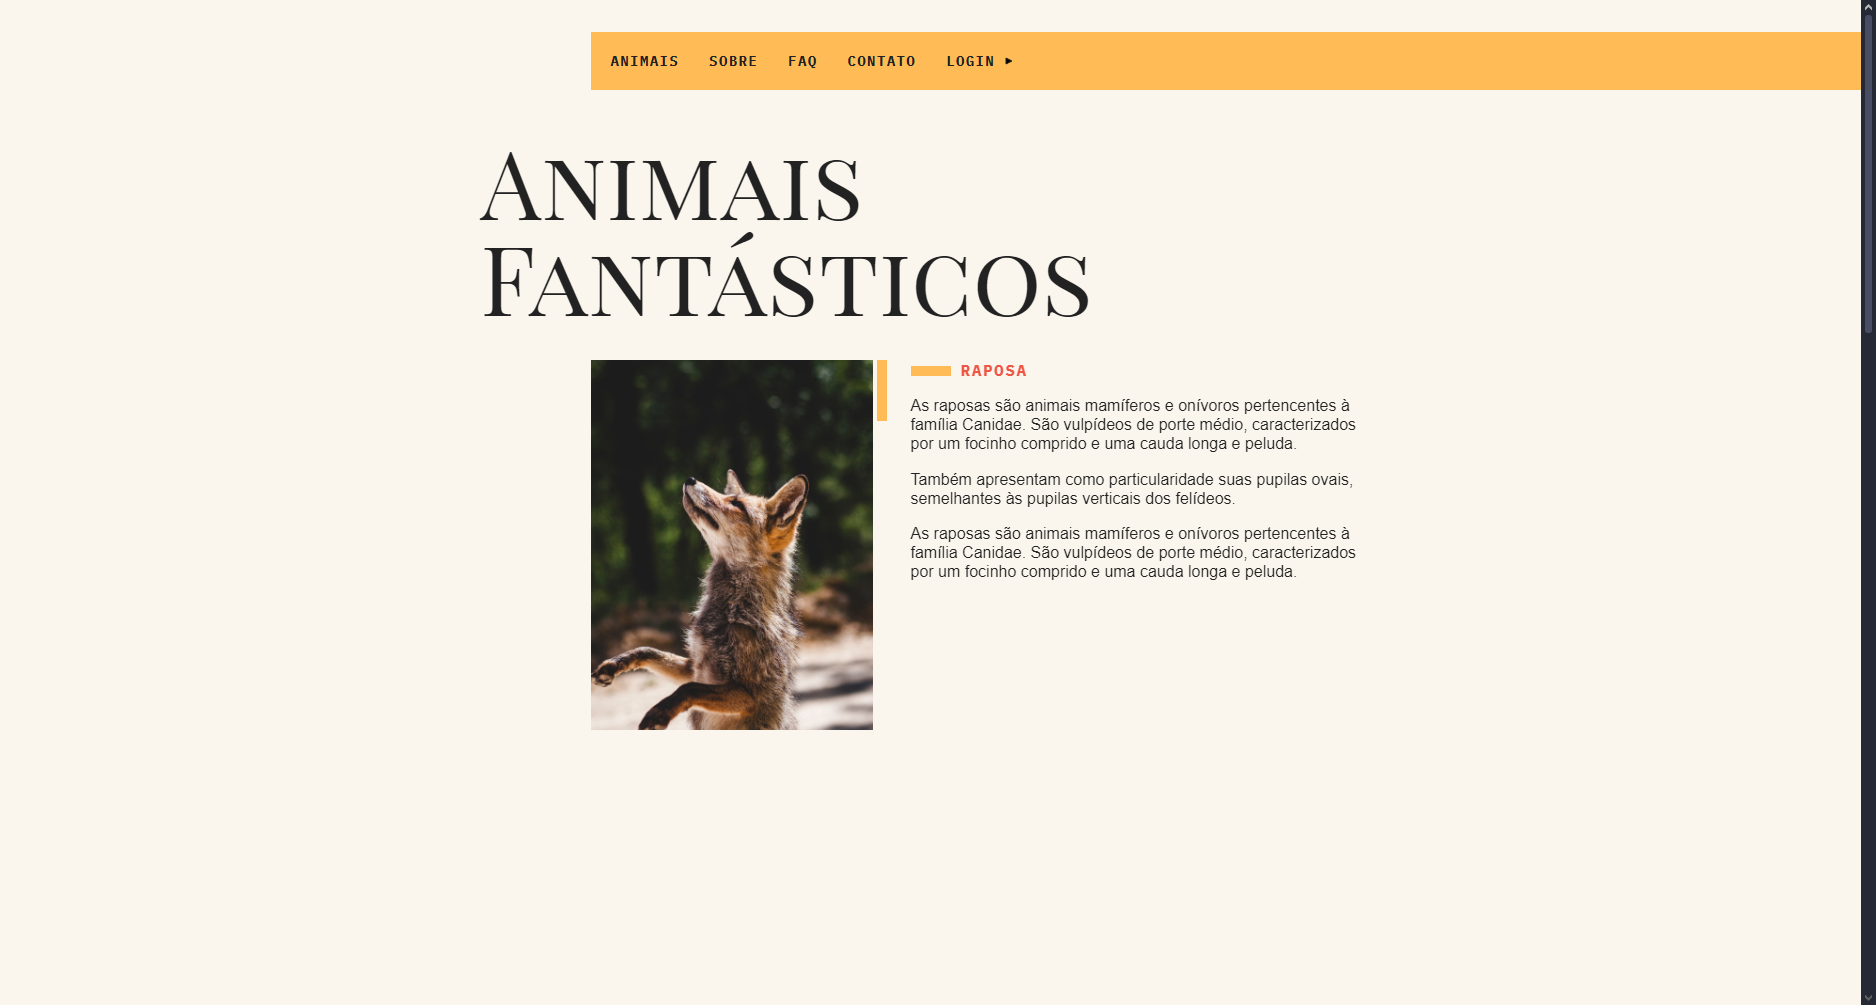 ANIMAIS SOBRE FAQ CONTATO LOGIN ▸
ANIMAIS
FANTÁSTICOS
RAPOSA
As raposas são animais mamíferos e onívoros pertencentes à
família Canidae. São vulpídeos de porte médio, caracterizados
por um focinho comprido e uma cauda longa e peluda.
Também apresentam como particularidade suas pupilas ovais,
semelhantes às pupilas verticais dos felídeos.
As raposas são animais mamíferos e onívoros pertencentes à
família Canidae. São vulpídeos de porte médio, caracterizados
por um focinho comprido e uma cauda longa e peluda.